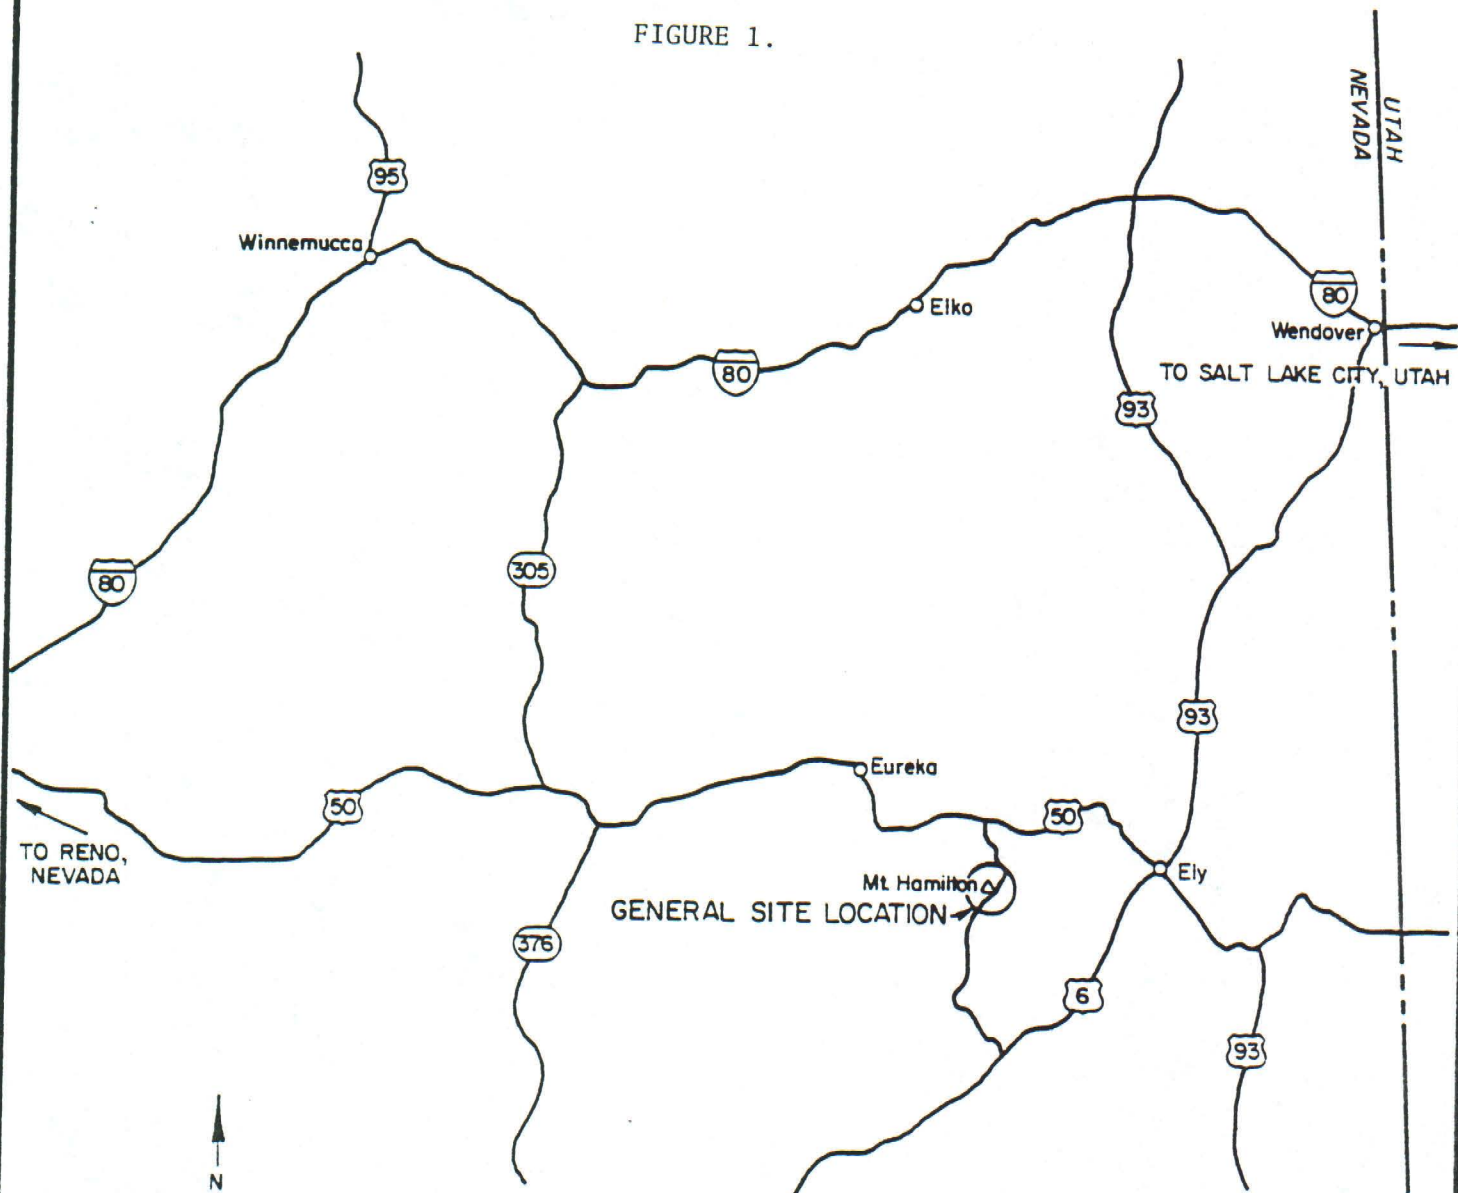 FIGURE 1.
NEVADA
UTAH
95
Winnemucca
80
Elko
Wendover
80
TO SALT LAKE CITY, UTAH
93
305
80
93
Eureka
50
50
TO RENO,
NEVADA
Ely
Mt. Hamilton
GENERAL SITE LOCATION
376
6
93
N